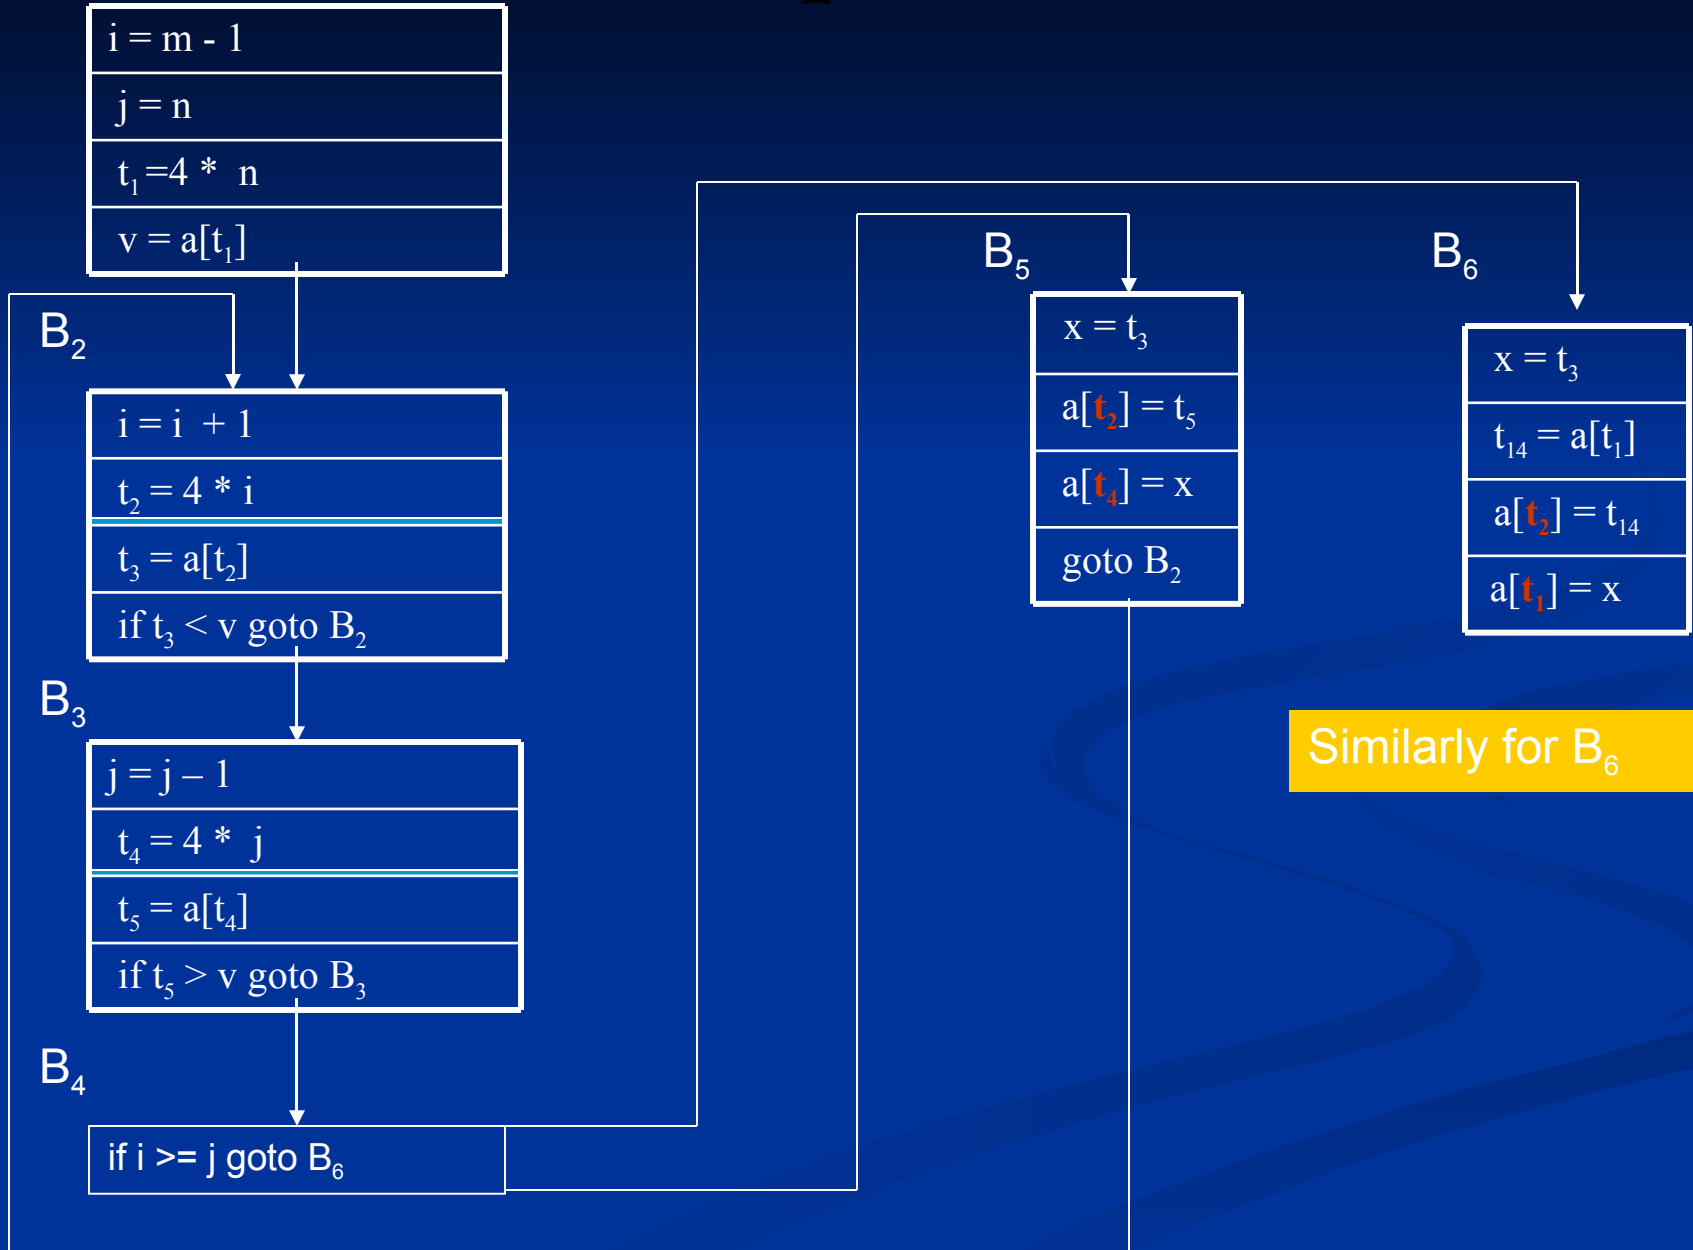 i = m - 1
j = n
t₁=4 * n
v = a[t₁]
B₂
i = i + 1
t₂ = 4 * i
t₃ = a[t₂]
if t₃ < v goto B₂
B₃
j = j – 1
t₄ = 4 * j
t₅ = a[t₄]
if t₅ > v goto B₃
B₄
if i >= j goto B₆
B₅
x = t₃
a[t₂] = t₅
a[t₄] = x
goto B₂
B₆
x = t₃
t₁₄ = a[t₁]
a[t₂] = t₁₄
a[t₁] = x
Similarly for B₆